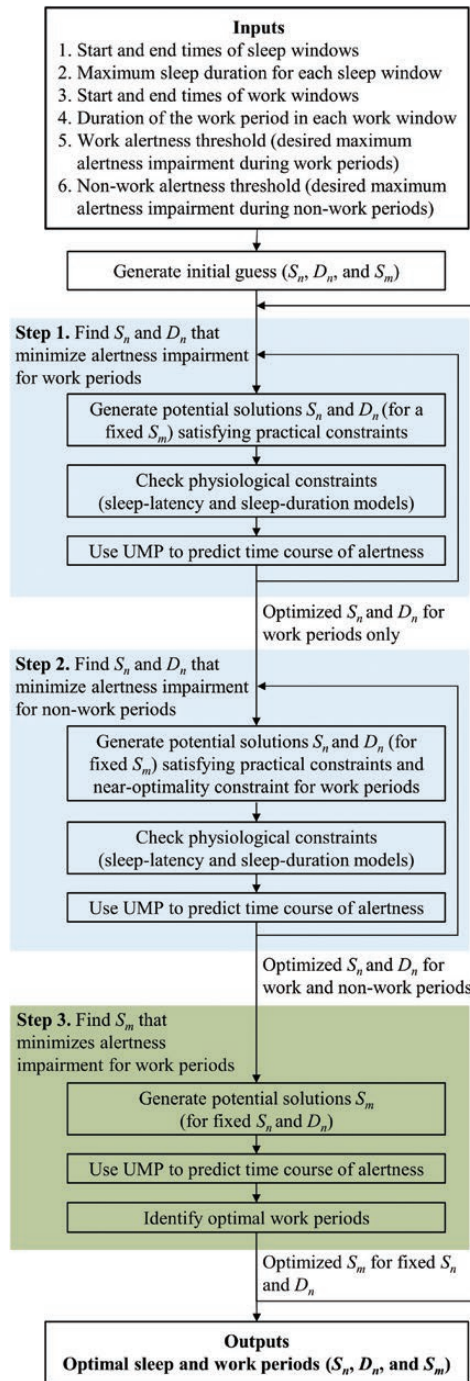 Inputs
1. Start and end times of sleep windows
2. Maximum sleep duration for each sleep window
3. Start and end times of work windows
4. Duration of the work period in each work window
5. Work alertness threshold (desired maximum
alertness impairment during work periods)
6. Non-work alertness threshold (desired maximum
alertness impairment during non-work periods)
Generate initial guess (Sn, Dn, and Sm)
Step 1. Find Sn and Dn that
minimize alertness impairment
for work periods
Generate potential solutions Sn and Dn (for a
fixed Sm) satisfying practical constraints
Check physiological constraints
(sleep-latency and sleep-duration models)
Use UMP to predict time course of alertness
Optimized Sn and Dn for
work periods only
Step 2. Find Sn and Dn that
minimize alertness impairment
for non-work periods
Generate potential solutions Sn and Dn (for
fixed Sm) satisfying practical constraints and
near-optimality constraint for work periods
Check physiological constraints
(sleep-latency and sleep-duration models)
Use UMP to predict time course of alertness
Optimized Sn and Dn for
work and non-work periods
Step 3. Find Sm that
minimizes alertness
impairment for work periods
Generate potential solutions Sm
(for fixed Sn and Dn)
Use UMP to predict time course of alertness
Identify optimal work periods
Optimized Sm for fixed Sn
and Dn
Outputs
Optimal sleep and work periods (Sn, Dn, and Sm)